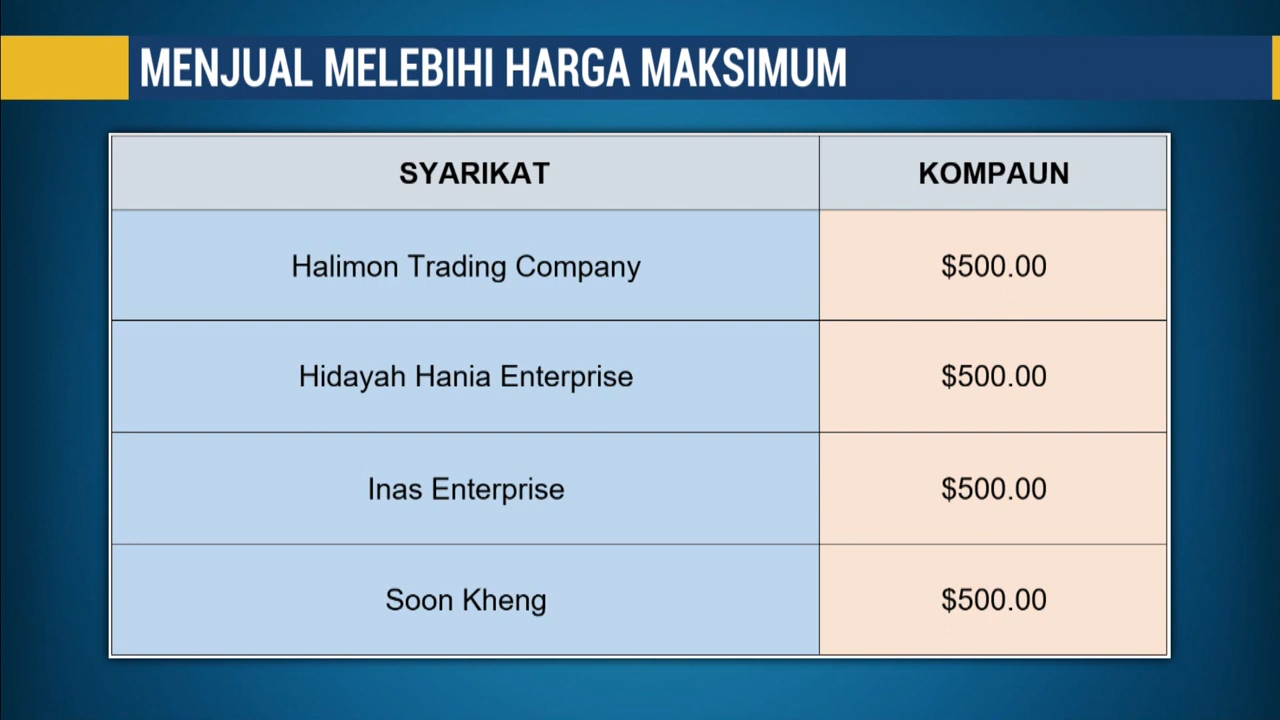 MENJUAL MELEBIHI HARGA MAKSIMUM
SYARIKAT KOMPAUN
Halimon Trading Company $500.00
Hidayah Hania Enterprise $500.00
Inas Enterprise $500.00
Soon Kheng $500.00